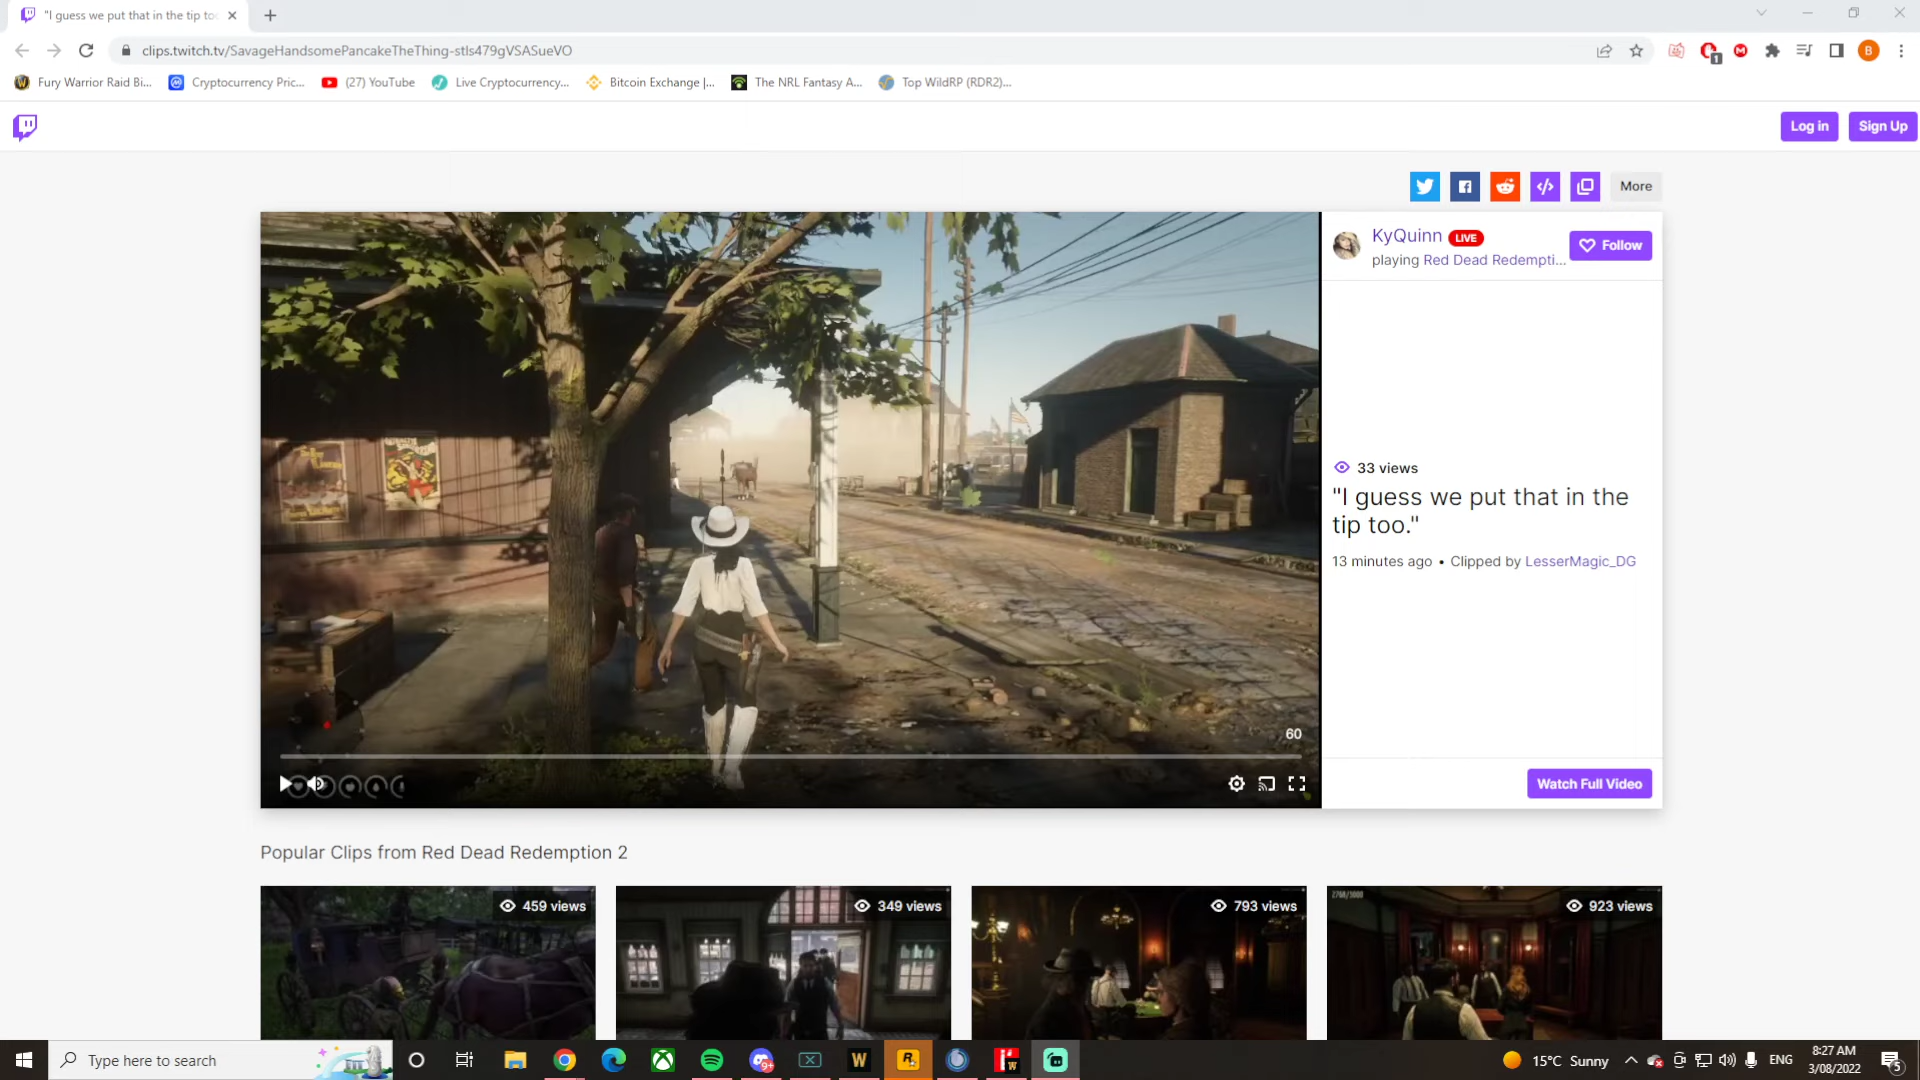 "I guess we put that in the tip too
clips.twitch.tv/SavageHandsomePancakeTheThing-stls479gVSASueVO
1
B
Fury Warrior Raid Bi...
Cryptocurrency Pric...
(27) YouTube
Live Cryptocurrency...
Bitcoin Exchange |...
The NRL Fantasy A...
Top WildRP (RDR2)...
Log in
Sign Up
More
KyQuinn LIVE
Follow
playing Red Dead Redempti...
33 views
"I guess we put that in the
tip too."
13 minutes ago • Clipped by LesserMagic_DG
60
Watch Full Video
Popular Clips from Red Dead Redemption 2
459 views
349 views
793 views
923 views
Type here to search
9+
15°C Sunny
ENG
8:27 AM
3/08/2022
5